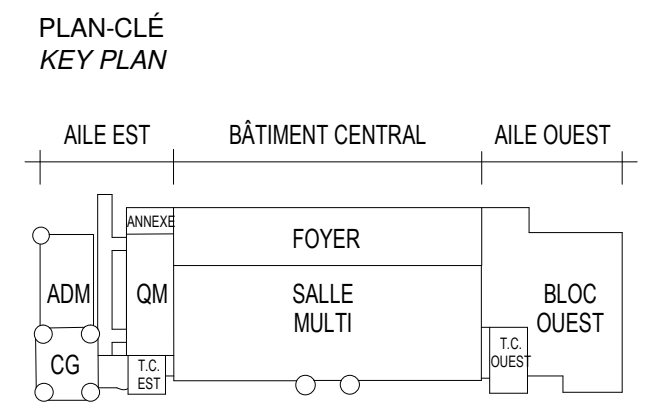 PLAN-CLÉ
KEY PLAN
AILE EST
BÂTIMENT CENTRAL
AILE OUEST
ANNEXE
FOYER
ADM
QM
SALLE
MULTI
BLOC
OUEST
CG
T.C.
EST
T.C.
OUEST